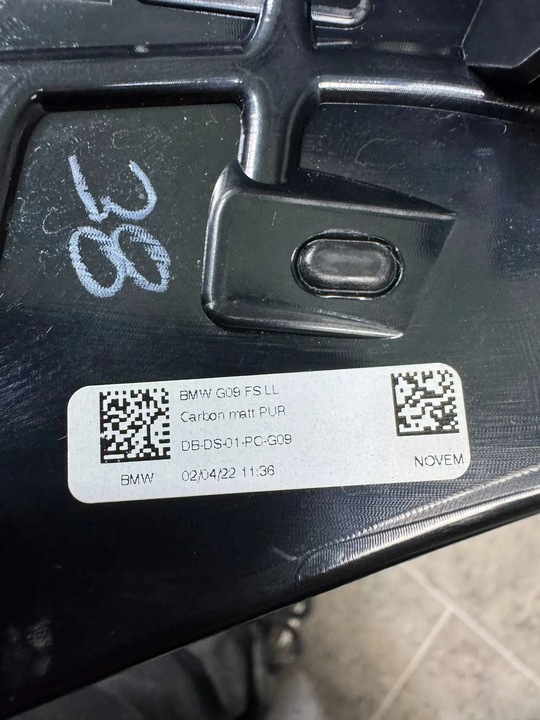 38
BMW G09 FS LL
Carbon matt PUR
DB-DS-01-PC-G09
BMW 02/04/22 11:36
NOVEM